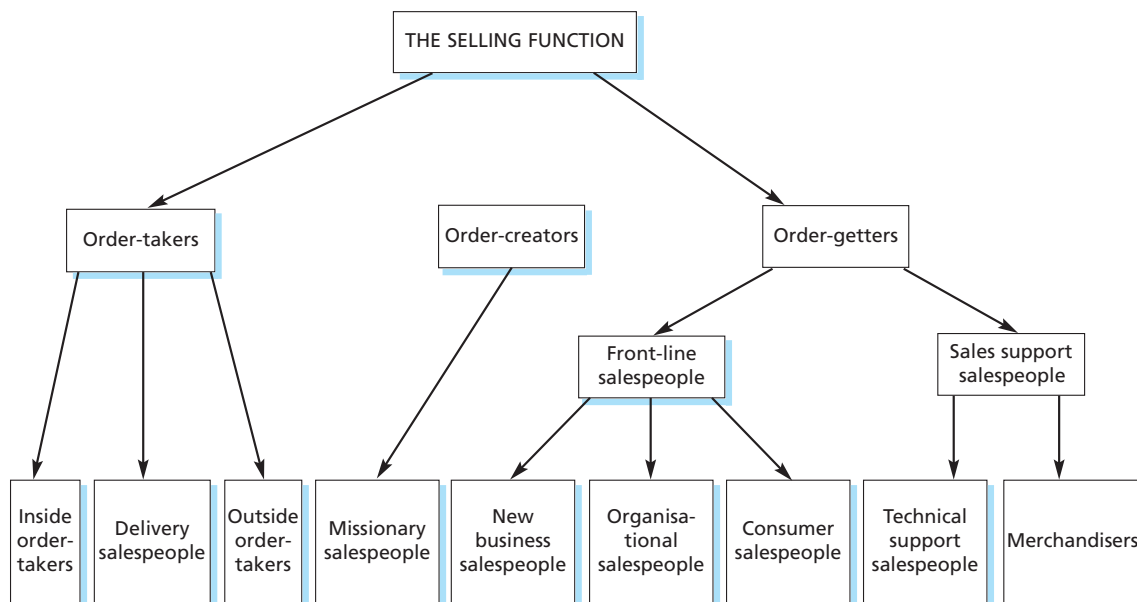 THE SELLING FUNCTION
Order-takers
Order-creators
Order-getters
Front-line
salespeople
Sales support
salespeople
Inside
order-
takers
Delivery
salespeople
Outside
order-
takers
Missionary
salespeople
New
business
salespeople
Organisa-
tional
salespeople
Consumer
salespeople
Technical
support
salespeople
Merchandisers